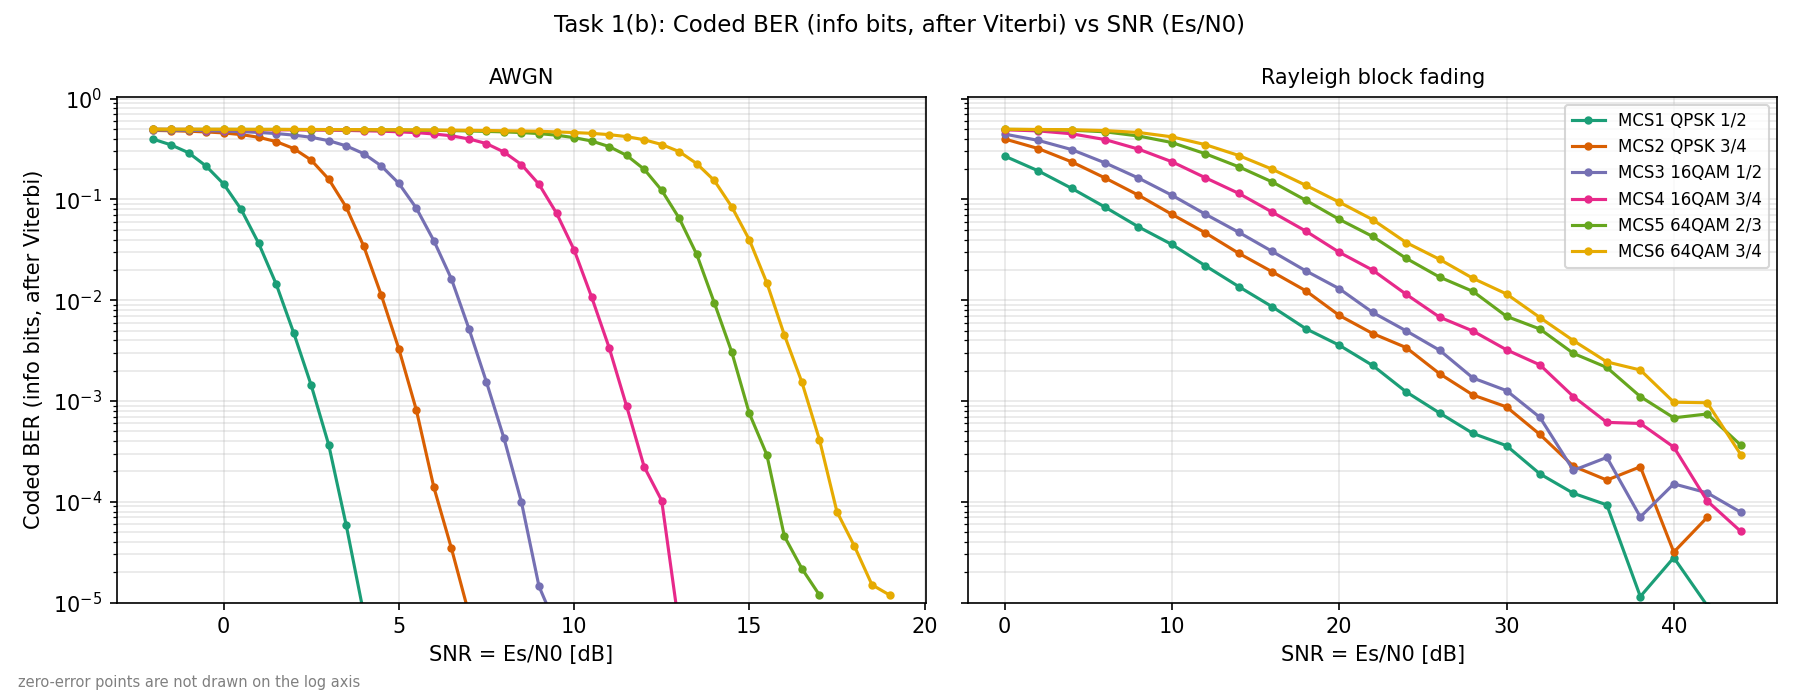 Task 1(b): Coded BER (info bits, after Viterbi) vs SNR (Es/N0)
AWGN
Coded BER (info bits, after Viterbi)
10⁰
10⁻¹
10⁻²
10⁻³
10⁻⁴
10⁻⁵
0
5
10
15
20
SNR = Es/N0 [dB]
Rayleigh block fading
MCS1 QPSK 1/2
MCS2 QPSK 3/4
MCS3 16QAM 1/2
MCS4 16QAM 3/4
MCS5 64QAM 2/3
MCS6 64QAM 3/4
0
10
20
30
40
SNR = Es/N0 [dB]
zero-error points are not drawn on the log axis